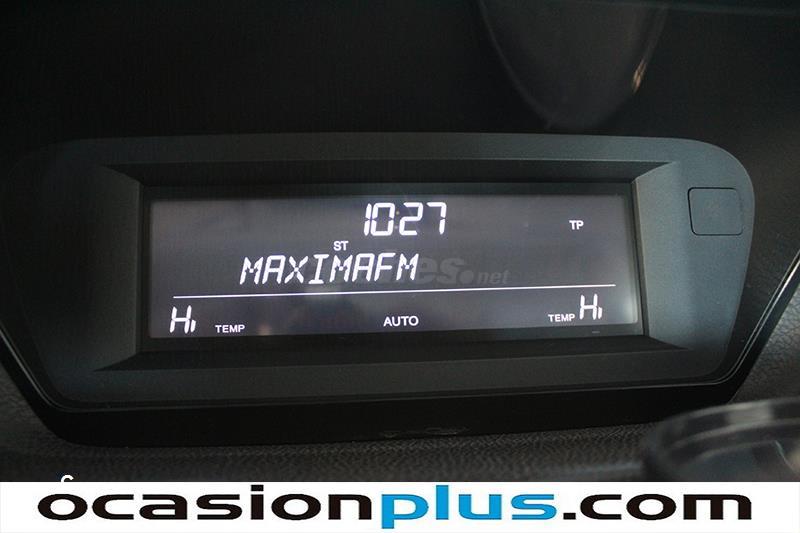 10:27
TP
ST
MAXIMAFM
Hi TEMP AUTO TEMP Hi
ocasionplus.com